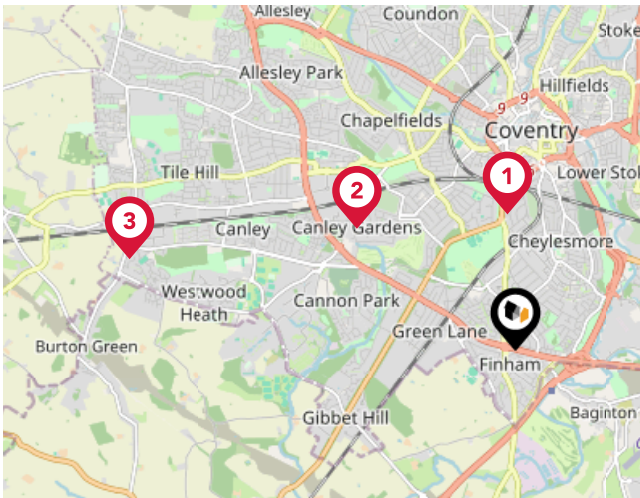 Allesley
Coundon
Stoke
Allesley Park
Hillfields
9
9
Chapelfields
Coventry
9
Tile Hill
1
Lower Stok
2
3
Canley
Canley Gardens
Cheylesmore
Westwood
Heath
Cannon Park
Green Lane
Burton Green
Finham
Gibbet Hill
Baginton